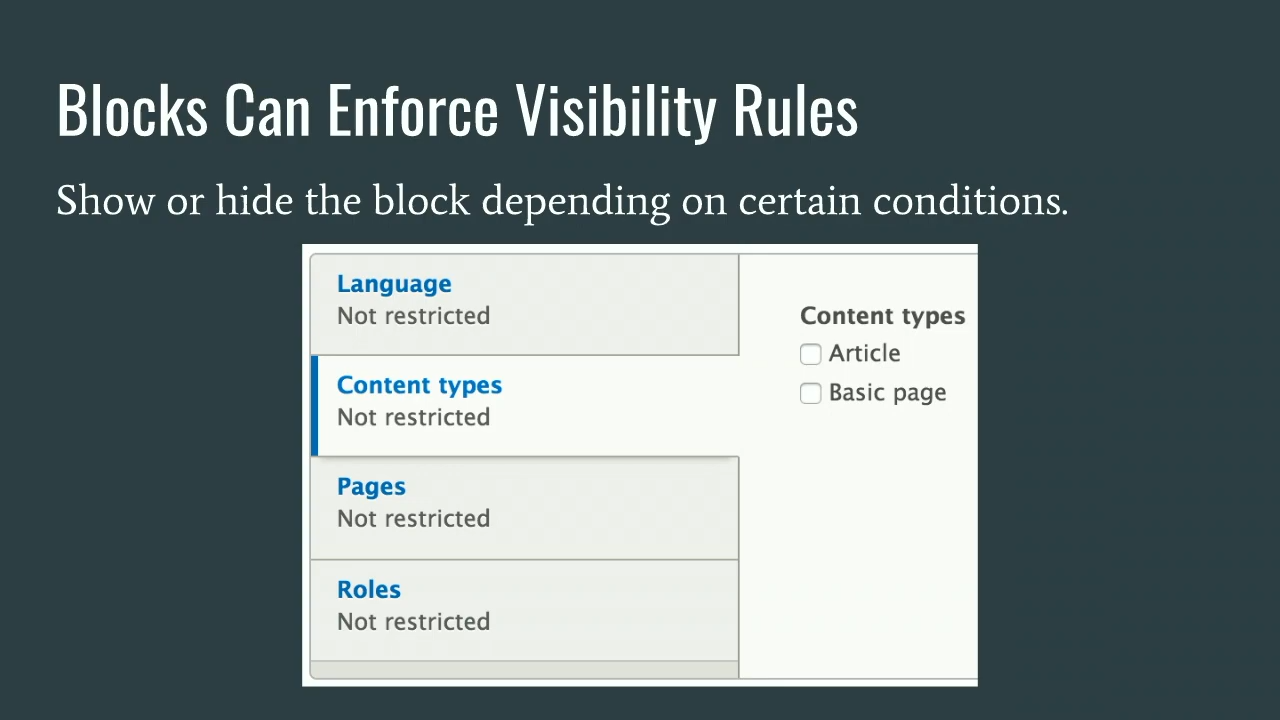 Blocks Can Enforce Visibility Rules
Show or hide the block depending on certain conditions.
Language
Not restricted
Content types
Not restricted
Pages
Not restricted
Roles
Not restricted
Content types
Article
Basic page